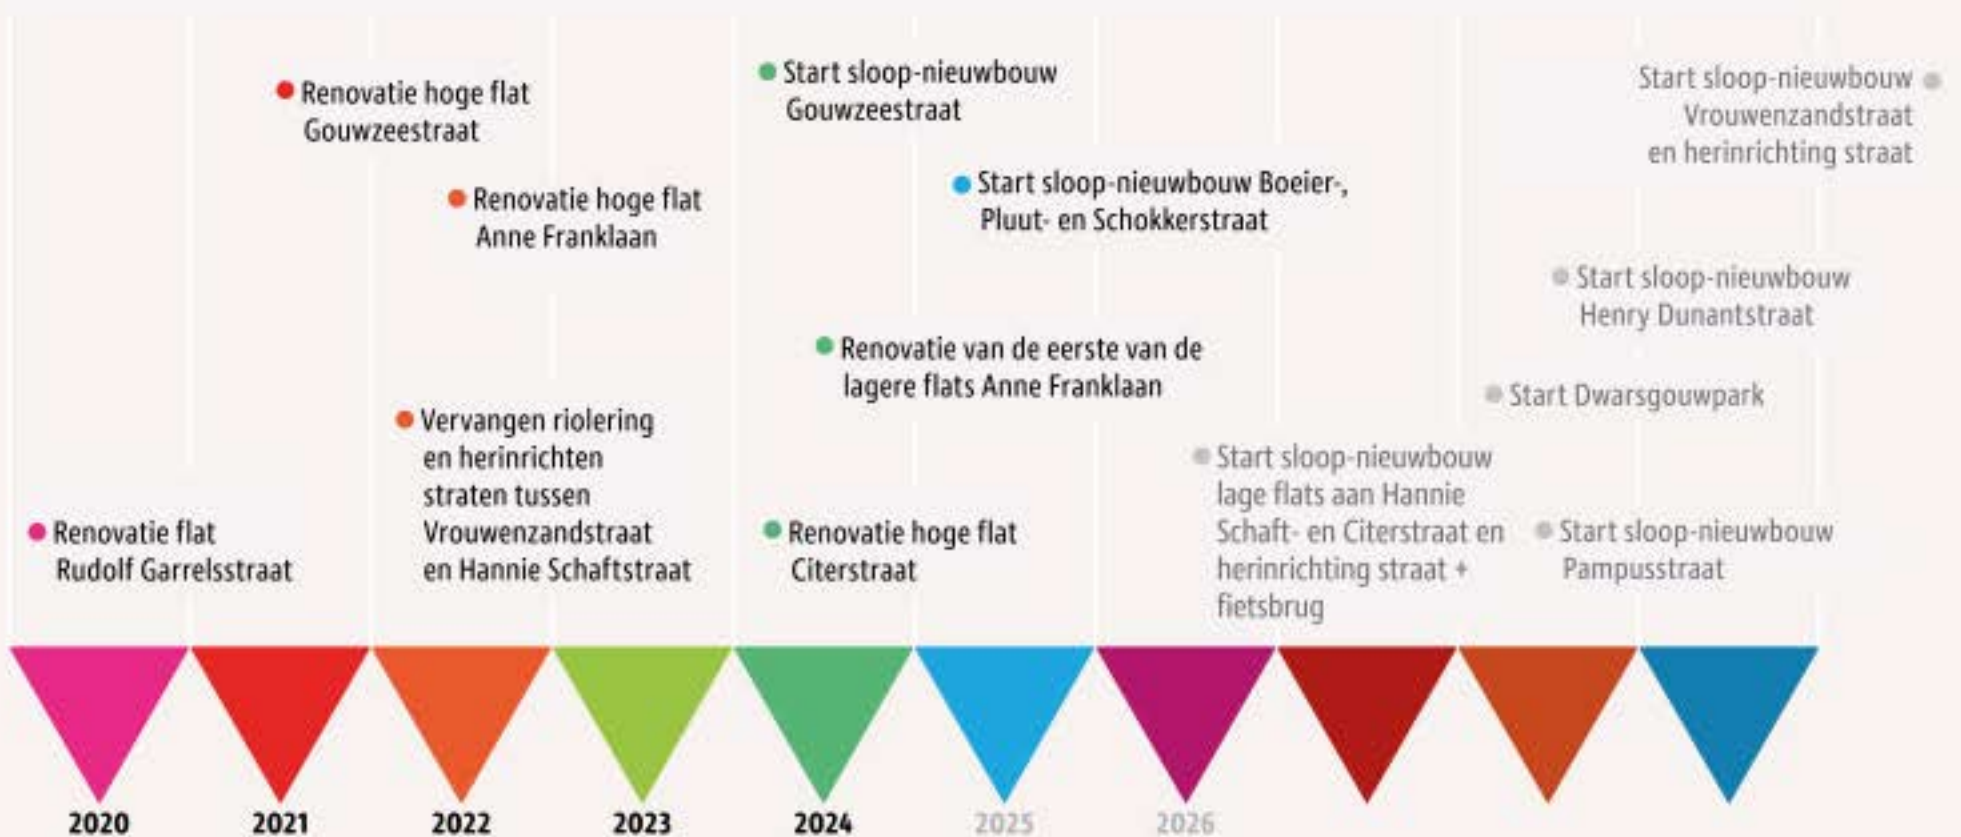 Renovatie hoge flat
Gouwzeestraat
Start sloop-nieuwbouw
Gouwzeestraat
Start sloop-nieuwbouw
Vrouwenzandstraat
en herinrichting straat
Renovatie hoge flat
Anne Franklaan
Start sloop-nieuwbouw Boeier-,
Pluut- en Schokkerstraat
Start sloop-nieuwbouw
Henry Dunantstraat
Renovatie van de eerste van de
lagere flats Anne Franklaan
Start Dwarsgouwpark
Renovatie flat
Rudolf Garrelsstraat
Vervangen riolering
en herinrichten
straten tussen
Vrouwenzandstraat
en Hannie Schaftstraat
Renovatie hoge flat
Citerstraat
Start sloop-nieuwbouw
lage flats aan Hannie
Schaft- en Citerstraat en
herinrichting straat +
fietsbrug
Start sloop-nieuwbouw
Pampusstraat
2020
2021
2022
2023
2024
2025
2026